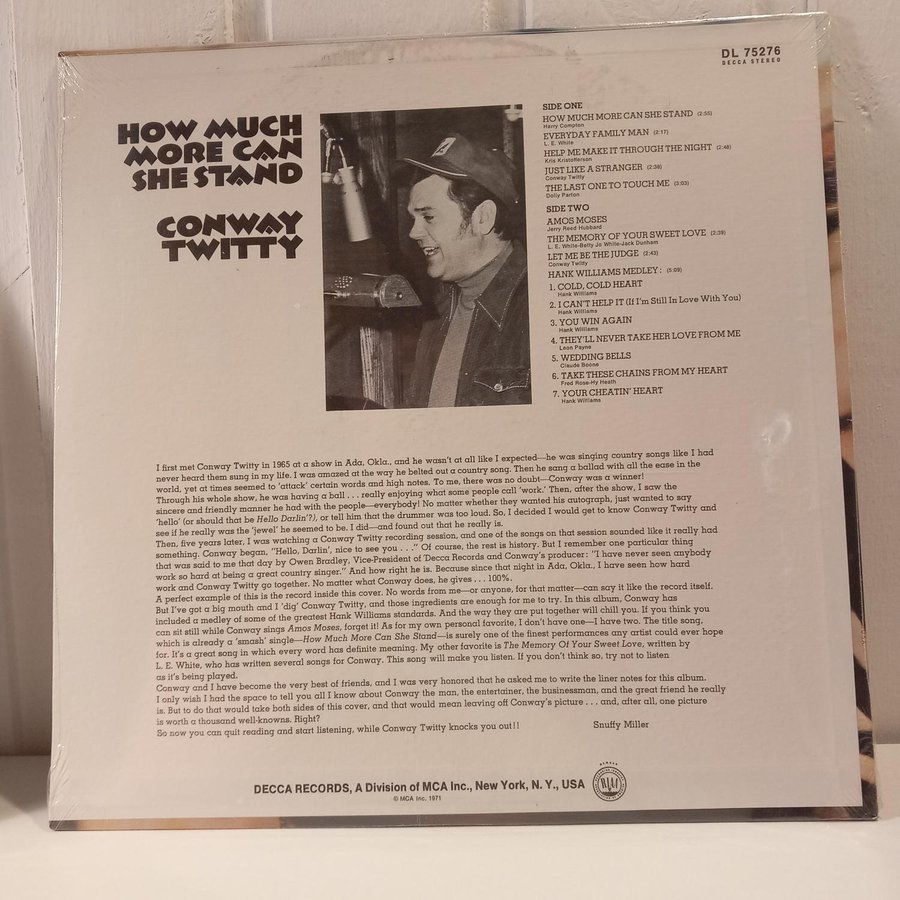 DL 75276
DECCA STEREO
HOW MUCH
MORE CAN
SHE STAND
CONWAY
TWITTY
SIDE ONE
HOW MUCH MORE CAN SHE STAND (2:55)
Harry Compton
EVERYDAY FAMILY MAN (2:17)
L. E. White
HELP ME MAKE IT THROUGH THE NIGHT (2:48)
Kris Kristofferson
JUST LIKE A STRANGER (2:38)
Conway Twitty
THE LAST ONE TO TOUCH ME (3:03)
Dolly Parton
SIDE TWO
AMOS MOSES
Jerry Reed Hubbard
THE MEMORY OF YOUR SWEET LOVE (2:39)
L. E. White-Betty Jo White-Jack Dunham
LET ME BE THE JUDGE (2:43)
Conway Twitty
HANK WILLIAMS MEDLEY: (5:09)
1. COLD, COLD HEART
Hank Williams
2. I CAN'T HELP IT (If I'm Still In Love With You)
Hank Williams
3. YOU WIN AGAIN
Hank Williams
4. THEY'LL NEVER TAKE HER LOVE FROM ME
Leon Payne
5. WEDDING BELLS
Claude Boone
6. TAKE THESE CHAINS FROM MY HEART
Fred Rose-Hy Heath
7. YOUR CHEATIN' HEART
Hank Williams
I first met Conway Twitty in 1965 at a show in Ada, Okla., and he wasn't at all like I expected—he was singing country songs like I had
never heard them sung in my life. I was amazed at the way he belted out a country song. Then he sang a ballad with all the ease in the
world, yet at times seemed to 'attack' certain words and high notes. To me, there was no doubt—Conway was a winner!
Through his whole show, he was having a ball . . . really enjoying what some people call 'work.' Then, after the show, I saw the
sincere and friendly manner he had with the people—everybody! No matter whether they wanted his autograph, just wanted to say
'hello' (or should that be Hello Darlin'?), or tell him that the drummer was too loud. So, I decided I would get to know Conway Twitty and
see if he really was the 'jewel' he seemed to be. I did—and found out that he really is.
Then, five years later, I was watching a Conway Twitty recording session, and one of the songs on that session sounded like it really had
something. Conway began, "Hello, Darlin', nice to see you . . ." Of course, the rest is history. But I remember one particular thing
that was said to me that day by Owen Bradley, Vice-President of Decca Records and Conway's producer: "I have never seen anybody
work so hard at being a great country singer." And how right he is. Because since that night in Ada, Okla., I have seen how hard
work and Conway Twitty go together. No matter what Conway does, he gives . . . 100%.
A perfect example of this is the record inside this cover. No words from me—or anyone, for that matter—can say it like the record itself.
But I've got a big mouth and I 'dig' Conway Twitty, and those ingredients are enough for me to try. In this album, Conway has
included a medley of some of the greatest Hank Williams standards. And the way they are put together will chill you. If you think you
can sit still while Conway sings Amos Moses, forget it! As for my own personal favorite, I don't have one—I have two. The title song,
which is already a 'smash' single—How Much More Can She Stand—is surely one of the finest performances any artist could ever hope
for. It's a great song in which every word has definite meaning. My other favorite is The Memory Of Your Sweet Love, written by
L. E. White, who has written several songs for Conway. This song will make you listen. If you don't think so, try not to listen
as it's being played.
Conway and I have become the very best of friends, and I was very honored that he asked me to write the liner notes for this album.
I only wish I had the space to tell you all I know about Conway the man, the entertainer, the businessman, and the great friend he really
is. But to do that would take both sides of this cover, and that would mean leaving off Conway's picture . . . and, after all, one picture
is worth a thousand well-knowns. Right?
So now you can quit reading and start listening, while Conway Twitty knocks you out!! Snuffy Miller
DECCA RECORDS, A Division of MCA Inc., New York, N. Y., USA
© MCA Inc. 1971
RIAA